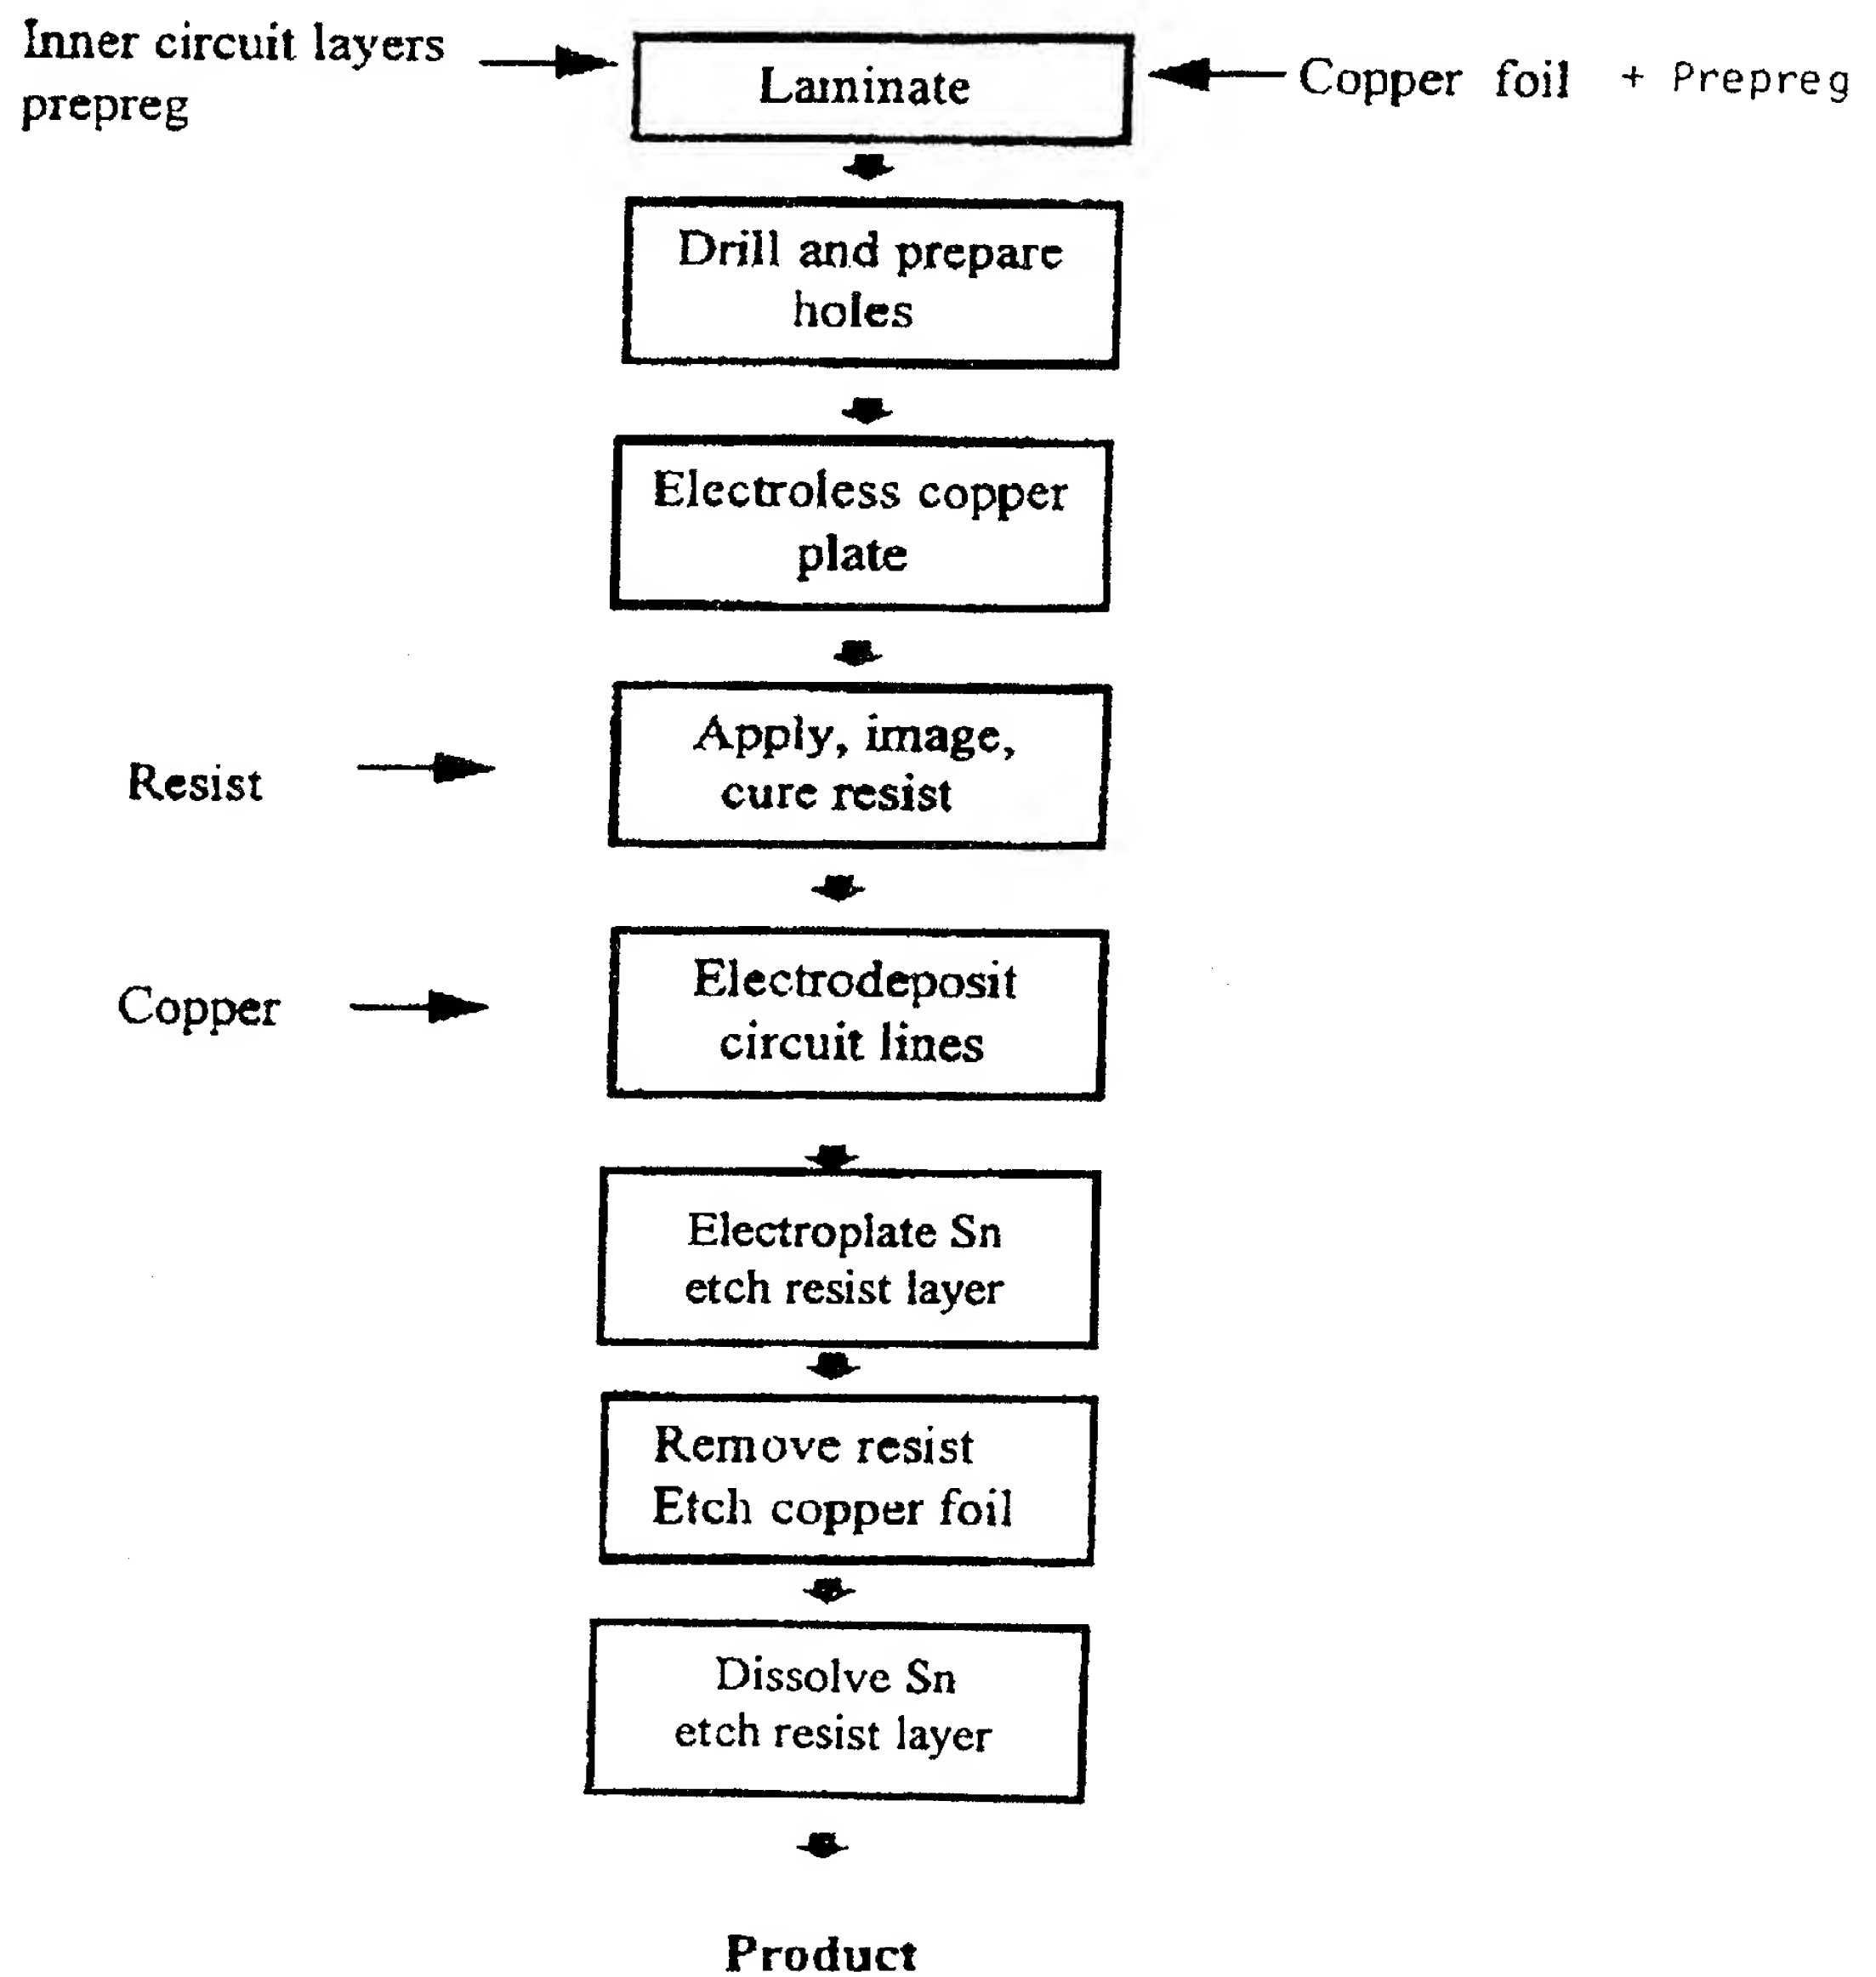 Inner circuit layers
prepreg
Laminate
Copper foil + Prepreg
Drill and prepare
holes
Electroless copper
plate
Resist
Apply, image,
cure resist
Copper
Electrodeposit
circuit lines
Electroplate Sn
etch resist layer
Remove resist
Etch copper foil
Dissolve Sn
etch resist layer
Product